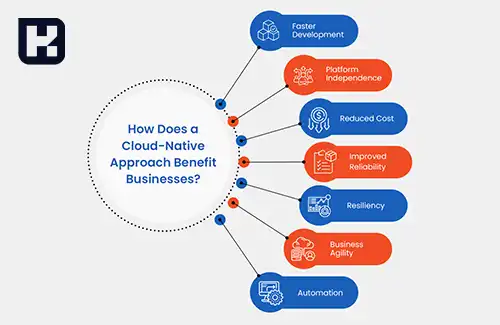 How Does a
Cloud-Native
Approach Benefit
Businesses?
Faster
Development
Platform
Independence
Reduced Cost
Improved
Reliability
Resiliency
Business
Agility
Automation